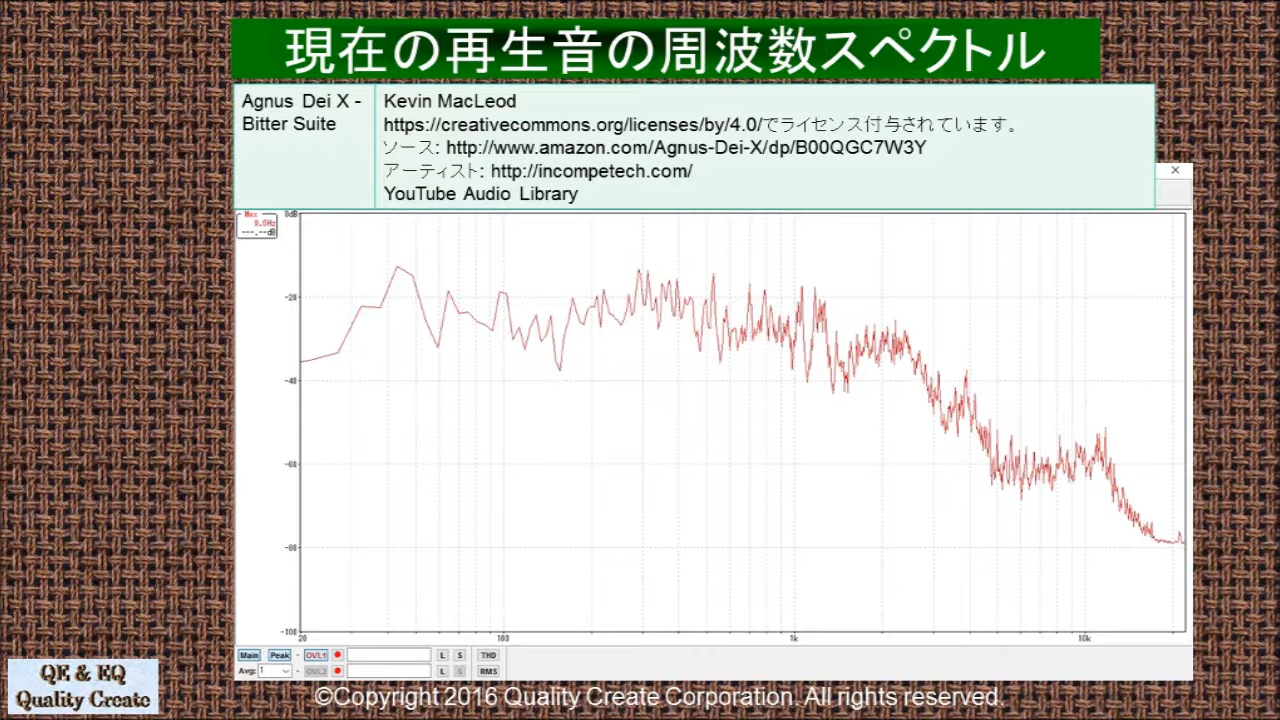 現在の再生音の周波数スペクトル
Agnus Dei X -
Bitter Suite
Kevin MacLeod
https://creativecommons.org/licenses/by/4.0/でライセンス付与されています。
ソース: http://www.amazon.com/Agnus-Dei-X/dp/B00QGC7W3Y
アーティスト: http://incompetech.com/
YouTube Audio Library
Max
0.0Hz
---.--dB
0dB
-20
-40
-60
-80
-100
20 100 1k 10k
Main Peak - OVL1 L S THD
Avg: 1 - OVL2 L S RMS
QE & EQ
Quality Create
©Copyright 2016 Quality Create Corporation. All rights reserved.